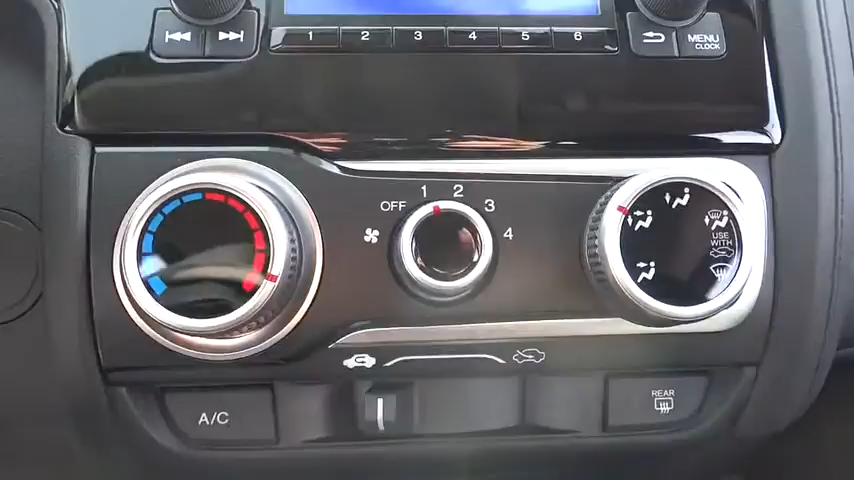 1 2 3 4 5 6
MENU
CLOCK
OFF 1 2 3 4
USE
WITH
A/C
REAR